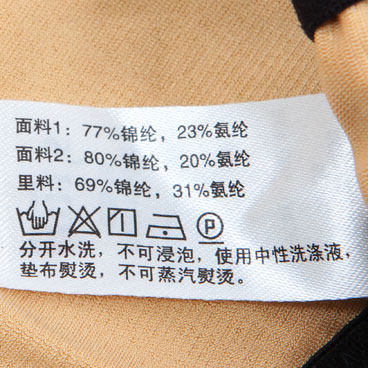 面料1：77%锦纶，23%氨纶
面料2：80%锦纶，20%氨纶
里料：69%锦纶，31%氨纶
P
分开水洗，不可浸泡，使用中性洗涤液，
垫布熨烫，不可蒸汽熨烫。